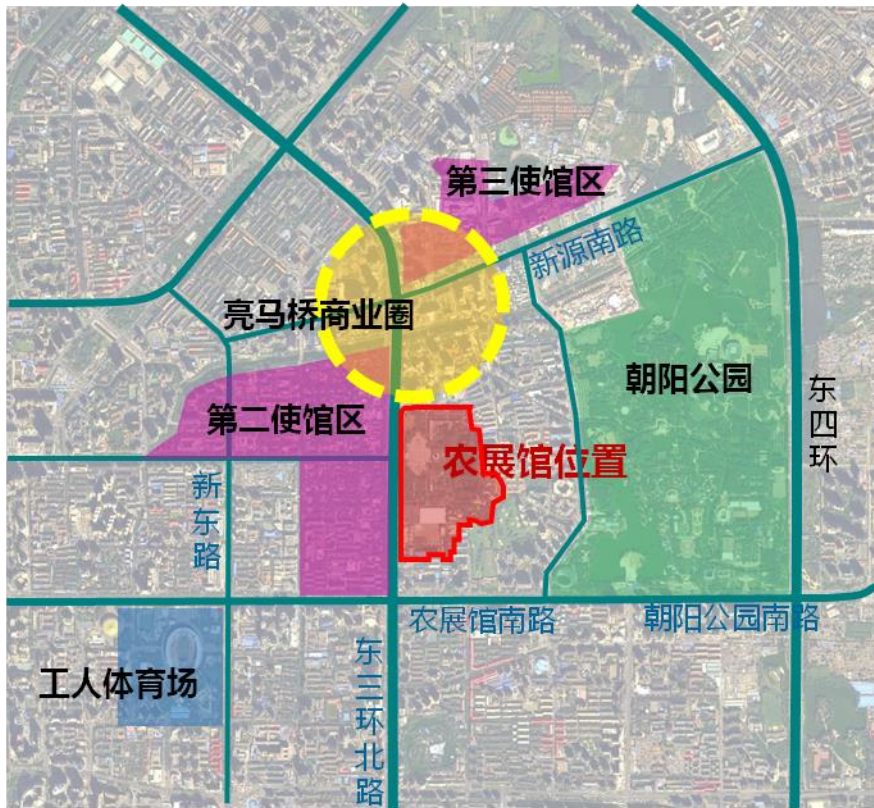 第三使馆区
新源南路
亮马桥商业圈
朝阳公园
东四环
第二使馆区
农展馆位置
新东路
农展馆南路
朝阳公园南路
工人体育场
东三环北路